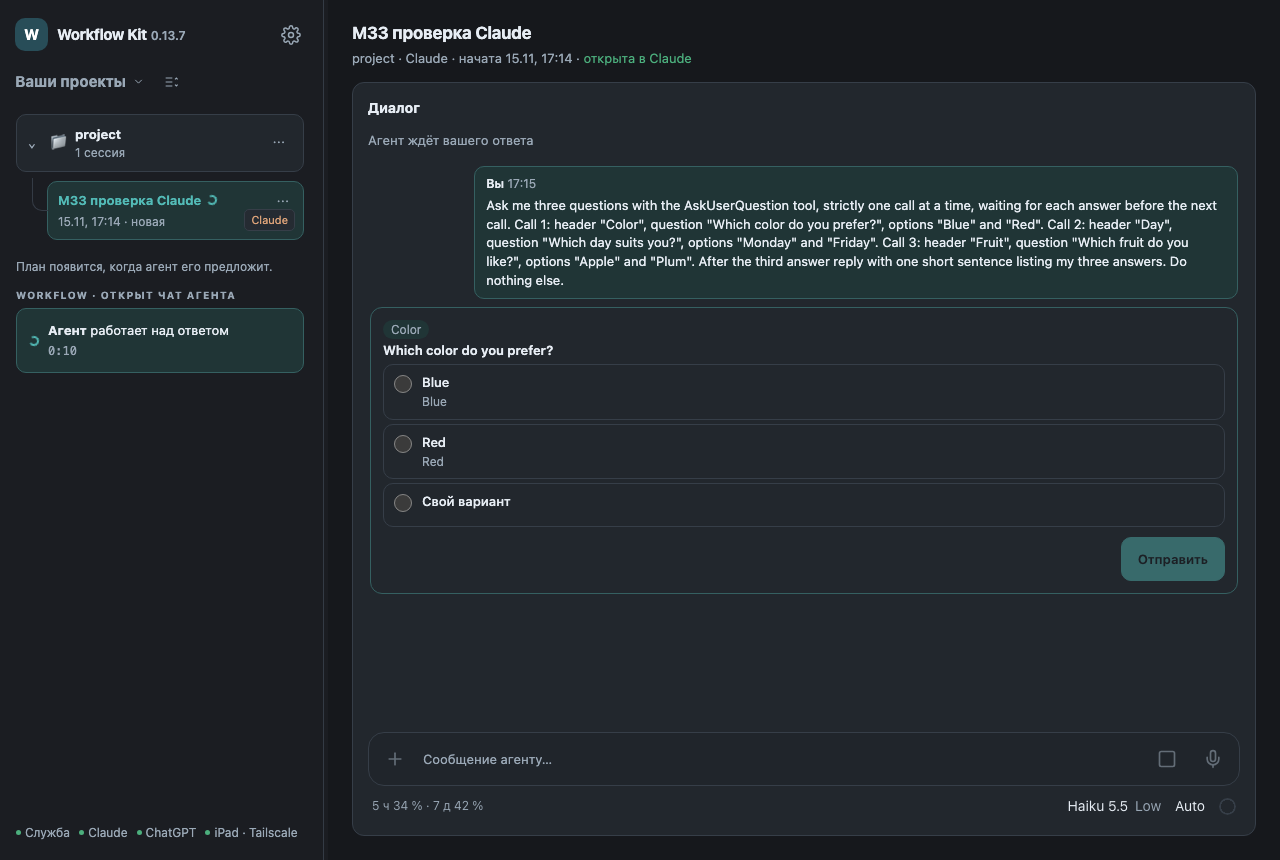 W Workflow Kit 0.13.7
Ваши проекты
project
1 сессия
М33 проверка Claude
15.11, 17:14 · новая
Claude
План появится, когда агент его предложит.
WORKFLOW · ОТКРЫТ ЧАТ АГЕНТА
Агент работает над ответом
0:10
Служба Claude ChatGPT iPad · Tailscale
М33 проверка Claude
project · Claude · начата 15.11, 17:14 · открыта в Claude
Диалог
Агент ждёт вашего ответа
Вы 17:15
Ask me three questions with the AskUserQuestion tool, strictly one call at a time, waiting for each answer before the next
call. Call 1: header "Color", question "Which color do you prefer?", options "Blue" and "Red". Call 2: header "Day",
question "Which day suits you?", options "Monday" and "Friday". Call 3: header "Fruit", question "Which fruit do you
like?", options "Apple" and "Plum". After the third answer reply with one short sentence listing my three answers. Do
nothing else.
Color
Which color do you prefer?
Blue
Blue
Red
Red
Свой вариант
Отправить
Сообщение агенту…
5 ч 34 % · 7 д 42 %
Haiku 5.5 Low Auto